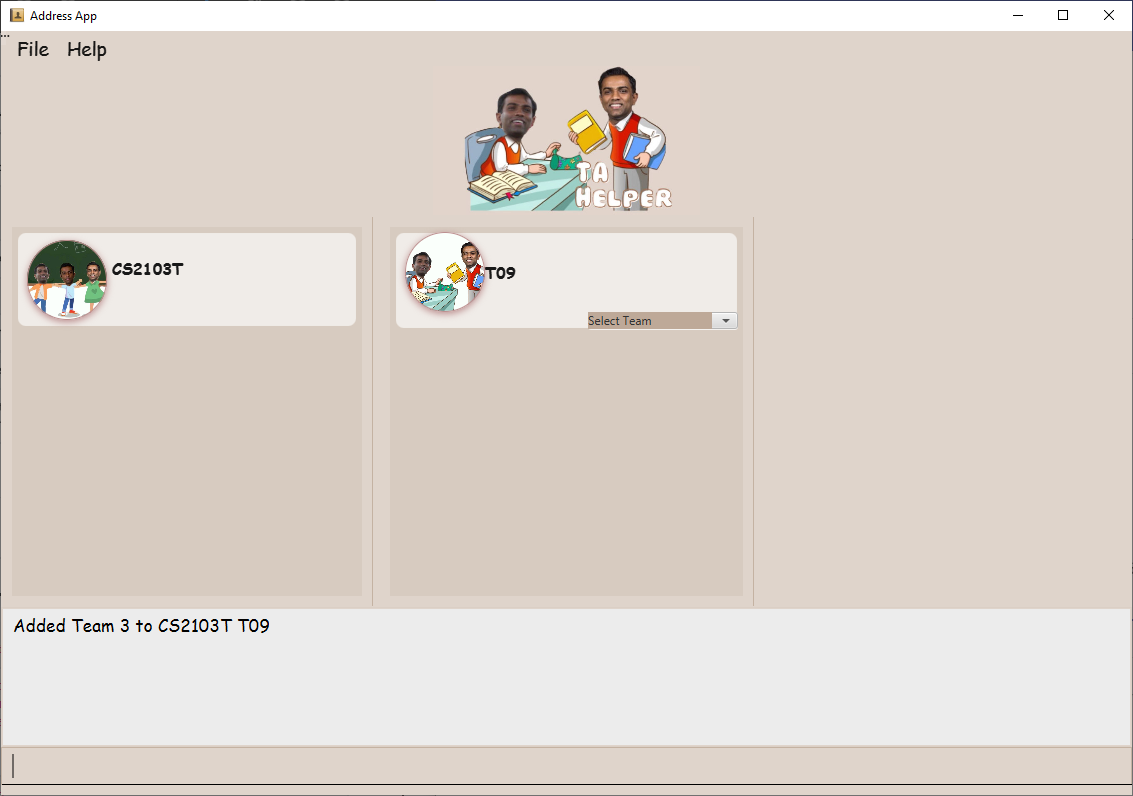 Address App
File Help
TA
HELPER
CS2103T
T09
Select Team
Added Team 3 to CS2103T T09